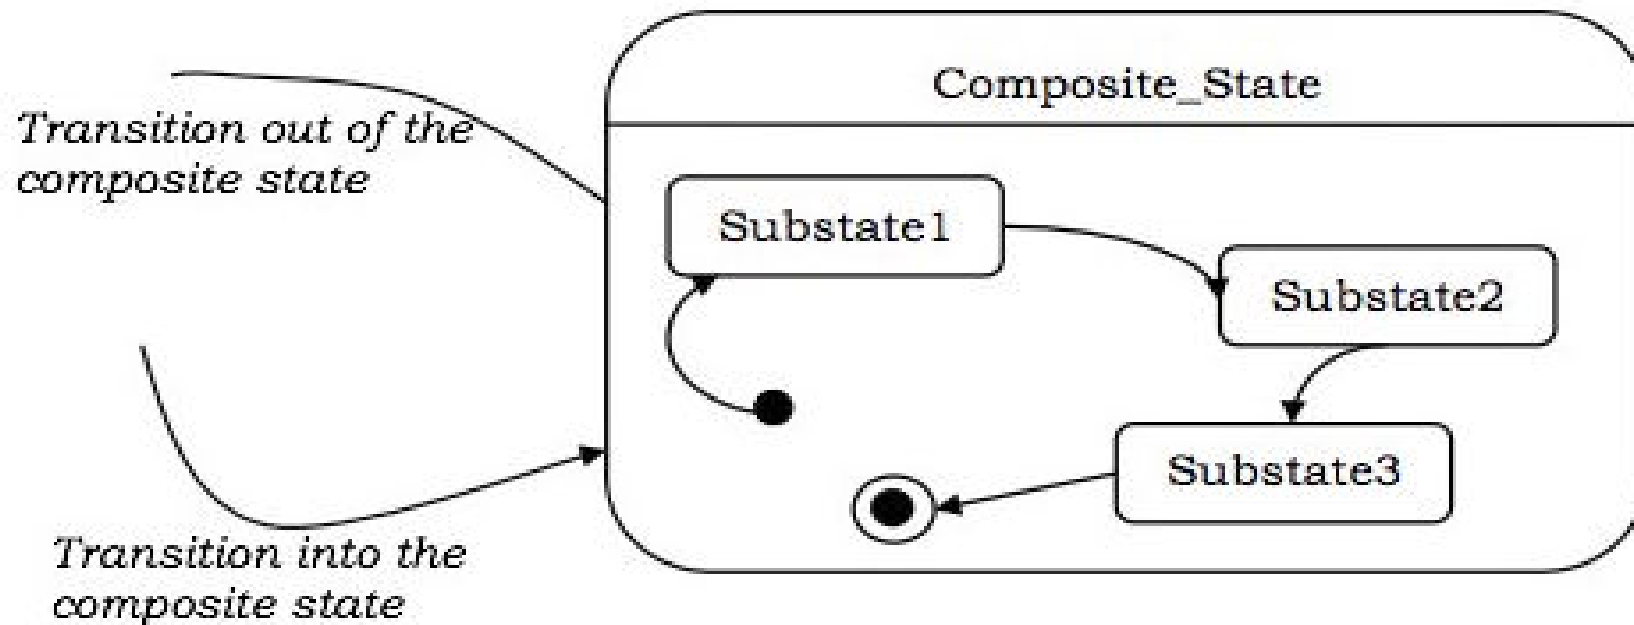 Composite_State
Transition out of the
composite state
Substate1
Substate2
Substate3
Transition into the
composite state